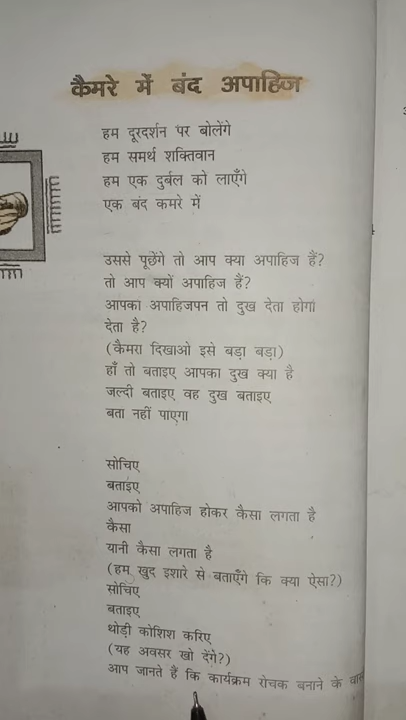 कैमरे में बंद अपाहिज
हम दूरदर्शन पर बोलेंगे
हम समर्थ शक्तिवान
हम एक दुर्बल को लाएँगे
एक बंद कमरे में
उससे पूछेंगे तो आप क्या अपाहिज हैं?
तो आप क्यों अपाहिज हैं?
आपका अपाहिजपन तो दुख देता होगा
देता है?
(कैमरा दिखाओ इसे बड़ा बड़ा)
हाँ तो बताइए आपका दुख क्या है
जल्दी बताइए वह दुख बताइए
बता नहीं पाएगा
सोचिए
बताइए
आपको अपाहिज होकर कैसा लगता है
कैसा
यानी कैसा लगता है
(हम खुद इशारे से बताएँगे कि क्या ऐसा?)
सोचिए
बताइए
थोड़ी कोशिश करिए
(यह अवसर खो देंगे?)
आप जानते हैं कि कार्यक्रम रोचक बनाने के